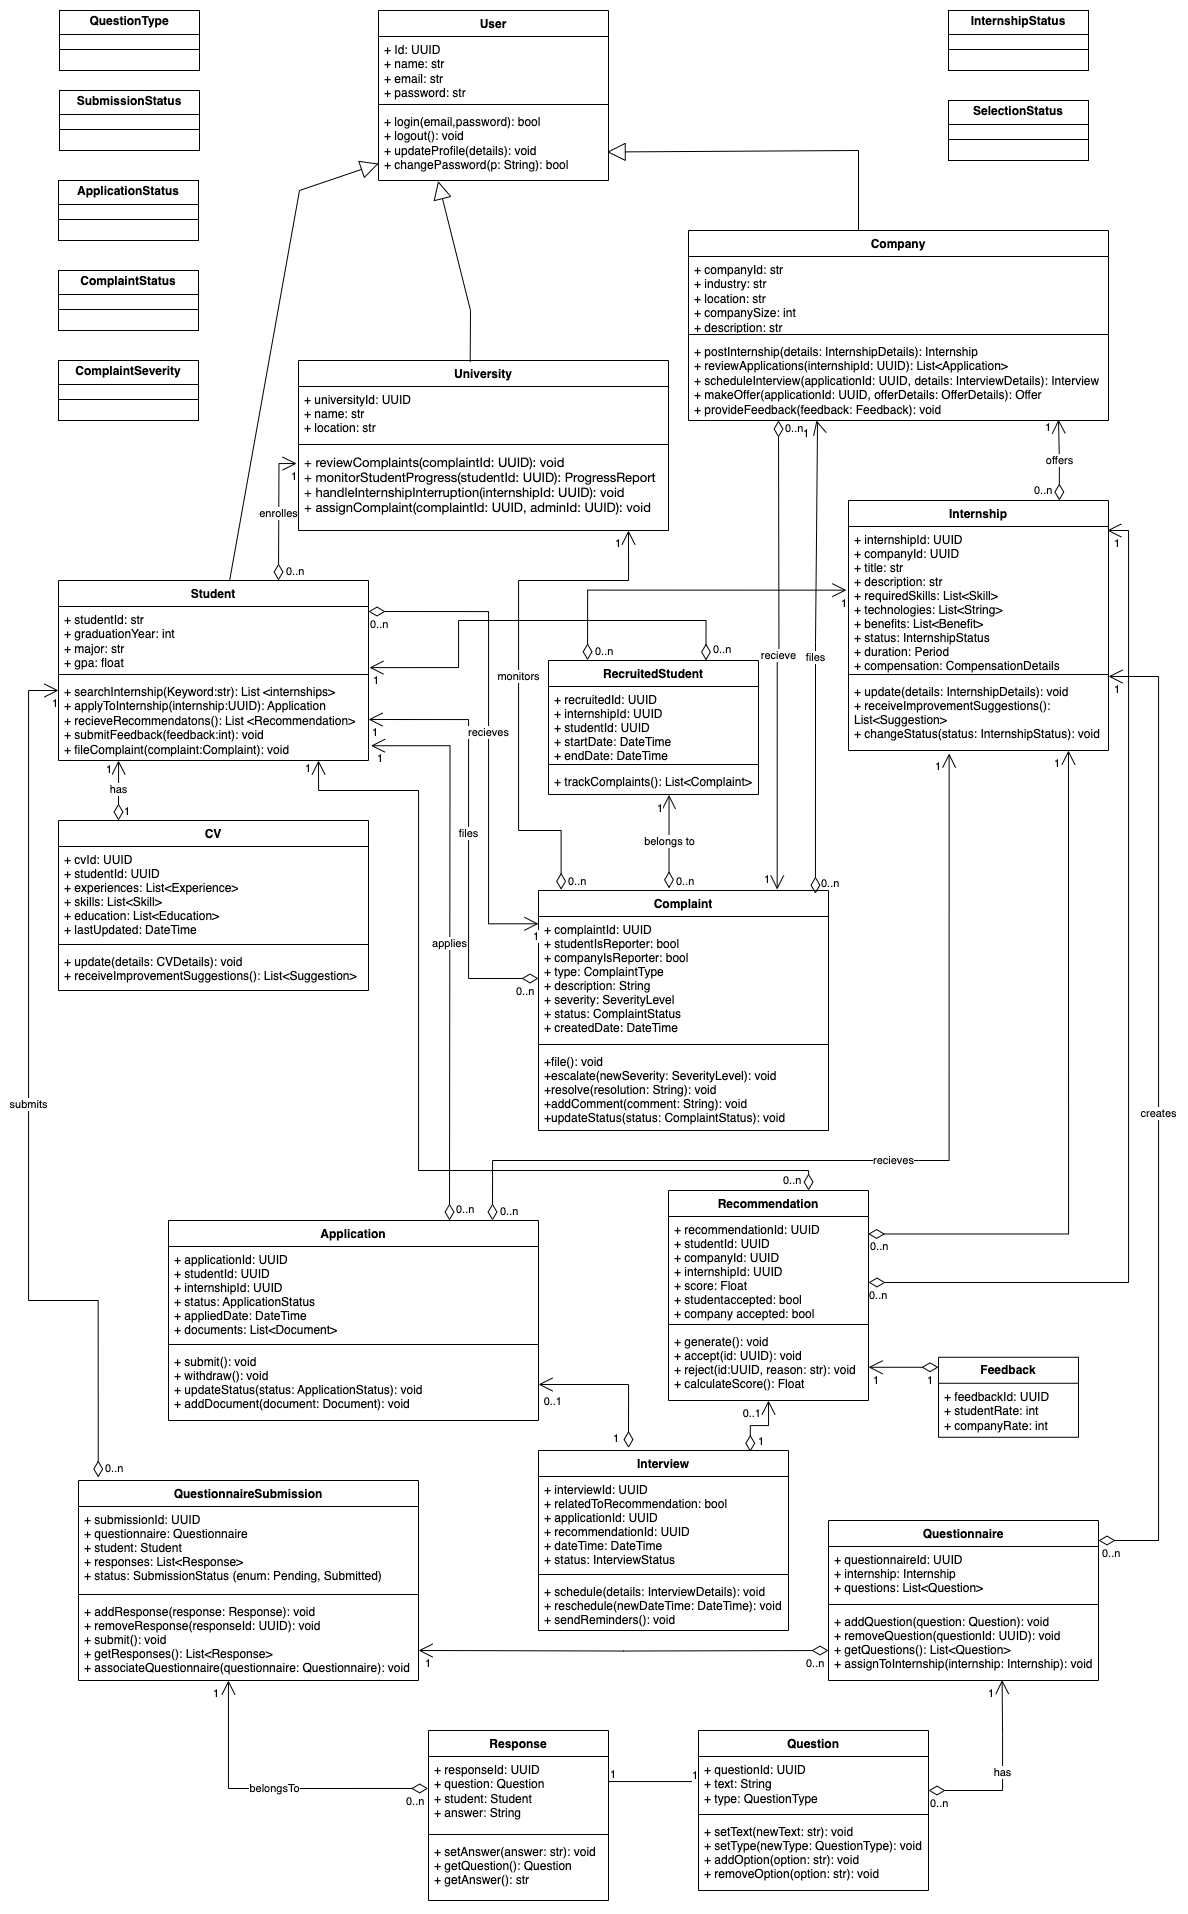 QuestionType
SubmissionStatus
ApplicationStatus
ComplaintStatus
ComplaintSeverity
InternshipStatus
SelectionStatus
User
+ Id: UUID
+ name: str
+ email: str
+ password: str
+ login(email,password): bool
+ logout(): void
+ updateProfile(details): void
+ changePassword(p: String): bool
Company
+ companyId: str
+ industry: str
+ location: str
+ companySize: int
+ description: str
+ postInternship(details: InternshipDetails): Internship
+ reviewApplications(internshipId: UUID): List<Application>
+ scheduleInterview(applicationId: UUID, details: InterviewDetails): Interview
+ makeOffer(applicationId: UUID, offerDetails: OfferDetails): Offer
+ provideFeedback(feedback: Feedback): void
0..n
1
1
offers
0..n
University
+ universityId: UUID
+ name: str
+ location: str
+ reviewComplaints(complaintId: UUID): void
+ monitorStudentProgress(studentId: UUID): ProgressReport
+ handleInternshipInterruption(internshipId: UUID): void
+ assignComplaint(complaintId: UUID, adminId: UUID): void
1
enrolles
0..n
1
Internship
+ internshipId: UUID
+ companyId: UUID
+ title: str
+ description: str
+ requiredSkills: List<Skill>
+ technologies: List<String>
+ benefits: List<Benefit>
+ status: InternshipStatus
+ duration: Period
+ compensation: CompensationDetails
+ update(details: InternshipDetails): void
+ receiveImprovementSuggestions():
List<Suggestion>
+ changeStatus(status: InternshipStatus): void
1
1
1
1
1
Student
+ studentId: str
+ graduationYear: int
+ major: str
+ gpa: float
+ searchInternship(Keyword:str): List <internships>
+ applyToInternship(internship:UUID): Application
+ recieveRecommendatons(): List <Recommendation>
+ submitFeedback(feedback:int): void
+ fileComplaint(complaint:Complaint): void
0..n
1
1
1
1
1
1
has
1
monitors
recieves
files
applies
recieve
files
RecruitedStudent
+ recruitedId: UUID
+ internshipId: UUID
+ studentId: UUID
+ startDate: DateTime
+ endDate: DateTime
+ trackComplaints(): List<Complaint>
0..n
0..n
1
belongs to
0..n
CV
+ cvId: UUID
+ studentId: UUID
+ experiences: List<Experience>
+ skills: List<Skill>
+ education: List<Education>
+ lastUpdated: DateTime
+ update(details: CVDetails): void
+ receiveImprovementSuggestions(): List<Suggestion>
0..n
1
0..n
1
0..n
Complaint
+ complaintId: UUID
+ studentIsReporter: bool
+ companyIsReporter: bool
+ type: ComplaintType
+ description: String
+ severity: SeverityLevel
+ status: ComplaintStatus
+ createdDate: DateTime
+file(): void
+escalate(newSeverity: SeverityLevel): void
+resolve(resolution: String): void
+addComment(comment: String): void
+updateStatus(status: ComplaintStatus): void
submits
creates
recieves
0..n
0..n
0..n
Application
+ applicationId: UUID
+ studentId: UUID
+ internshipId: UUID
+ status: ApplicationStatus
+ appliedDate: DateTime
+ documents: List<Document>
+ submit(): void
+ withdraw(): void
+ updateStatus(status: ApplicationStatus): void
+ addDocument(document: Document): void
0..1
1
Recommendation
+ recommendationId: UUID
+ studentId: UUID
+ companyId: UUID
+ internshipId: UUID
+ score: Float
+ studentaccepted: bool
+ company accepted: bool
+ generate(): void
+ accept(id: UUID): void
+ reject(id:UUID, reason: str): void
+ calculateScore(): Float
0..n
0..n
1
1
0..1
1
Feedback
+ feedbackId: UUID
+ studentRate: int
+ companyRate: int
Interview
+ interviewId: UUID
+ relatedToRecommendation: bool
+ applicationId: UUID
+ recommendationId: UUID
+ dateTime: DateTime
+ status: InterviewStatus
+ schedule(details: InterviewDetails): void
+ reschedule(newDateTime: DateTime): void
+ sendReminders(): void
0..n
QuestionnaireSubmission
+ submissionId: UUID
+ questionnaire: Questionnaire
+ student: Student
+ responses: List<Response>
+ status: SubmissionStatus (enum: Pending, Submitted)
+ addResponse(response: Response): void
+ removeResponse(responseId: UUID): void
+ submit(): void
+ getResponses(): List<Response>
+ associateQuestionnaire(questionnaire: Questionnaire): void
1
1
Questionnaire
+ questionnaireId: UUID
+ internship: Internship
+ questions: List<Question>
+ addQuestion(question: Question): void
+ removeQuestion(questionId: UUID): void
+ getQuestions(): List<Question>
+ assignToInternship(internship: Internship): void
0..n
0..n
1
has
0..n
belongsTo
0..n
Response
+ responseId: UUID
+ question: Question
+ student: Student
+ answer: String
+ setAnswer(answer: str): void
+ getQuestion(): Question
+ getAnswer(): str
1
1
Question
+ questionId: UUID
+ text: String
+ type: QuestionType
+ setText(newText: str): void
+ setType(newType: QuestionType): void
+ addOption(option: str): void
+ removeOption(option: str): void